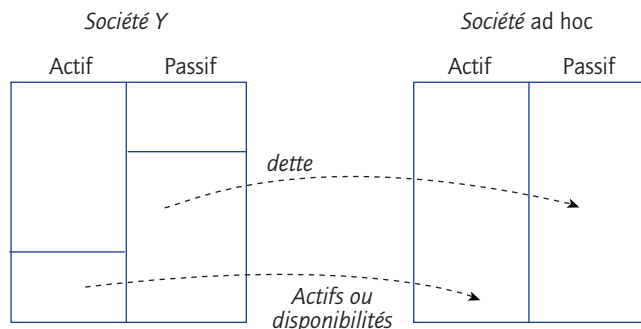 Société Y
Société ad hoc
Actif
Passif
Actif
Passif
dette
Actifs ou
disponibilités